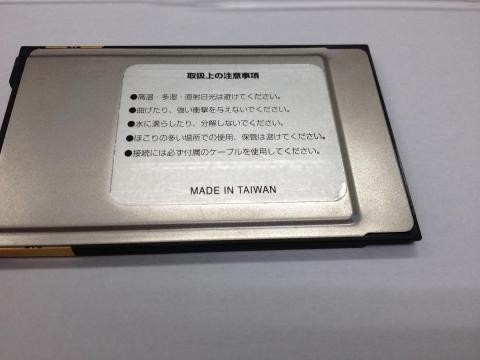 取扱上の注意事項
●高温・多湿・直射日光は避けてください。
●曲げたり、強い衝撃を与えないでください。
●水に濡らしたり、分解しないでください。
●ほこりの多い場所での使用、保管は避けてください。
●接続には必ず付属のケーブルを使用してください。
MADE IN TAIWAN